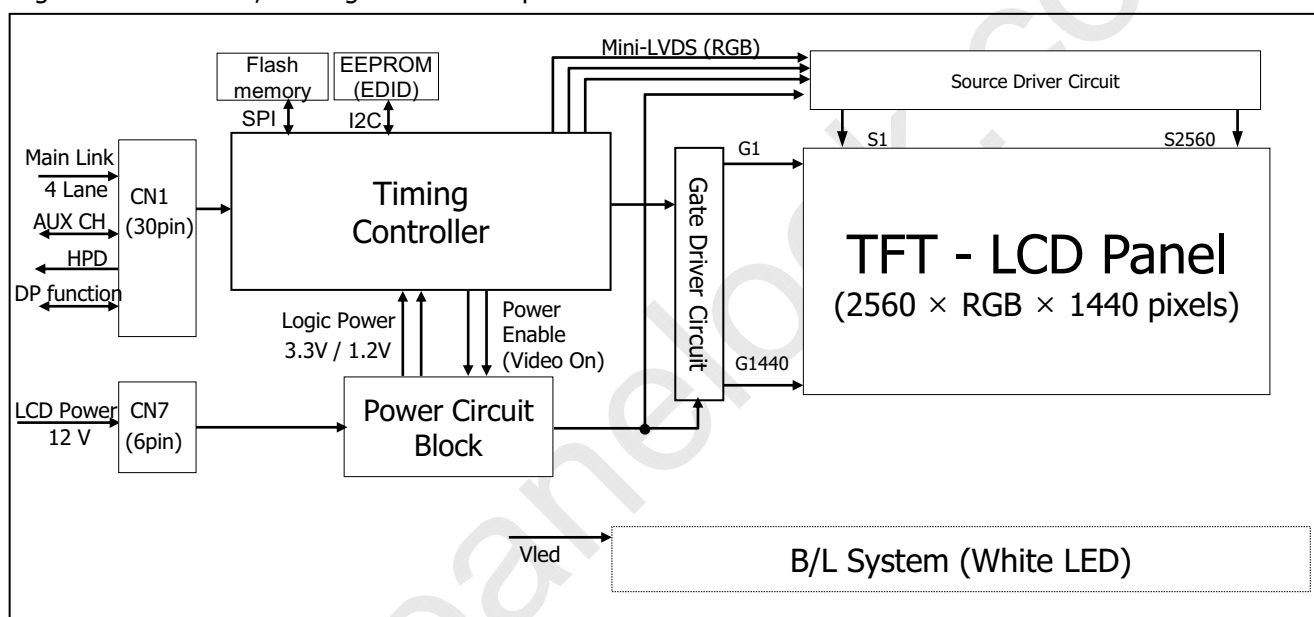 Mini-LVDS (RGB)
Flash
memory
EEPROM
(EDID)
Source Driver Circuit
SPI
I2C
S1
S2560
Main Link
4 Lane
AUX CH
HPD
DP function
CN1
(30pin)
Timing
Controller
Gate Driver Circuit
G1
G1440
TFT - LCD Panel
(2560 × RGB × 1440 pixels)
Logic Power
3.3V / 1.2V
Power
Enable
(Video On)
LCD Power
12 V
CN7
(6pin)
Power Circuit
Block
Vled
B/L System (White LED)